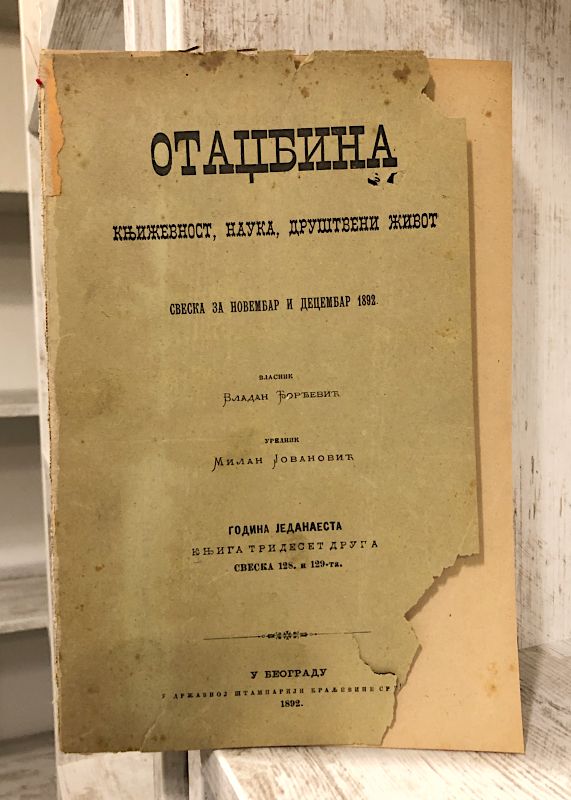 ОТАЏБИНА
КЊИЖЕВНОСТ, НАУКА, ДРУШТВЕНИ ЖИВОТ
СВЕСКА ЗА НОВЕМБАР И ДЕЦЕМБАР 1892.
ВЛАСНИК
ВЛАДАН ЂОРЂЕВИЋ
УРЕДНИК
МИЛАН ЈОВАНОВИЋ
ГОДИНА ЈЕДАНАЕСТА
КЊИГА ТРИДЕСЕТ ДРУГА
СВЕСКА 128. и 129-та.
У БЕОГРАДУ
У ДРЖАВНОЈ ШТАМПАРИЈИ КРАЉЕВИНЕ
1892.